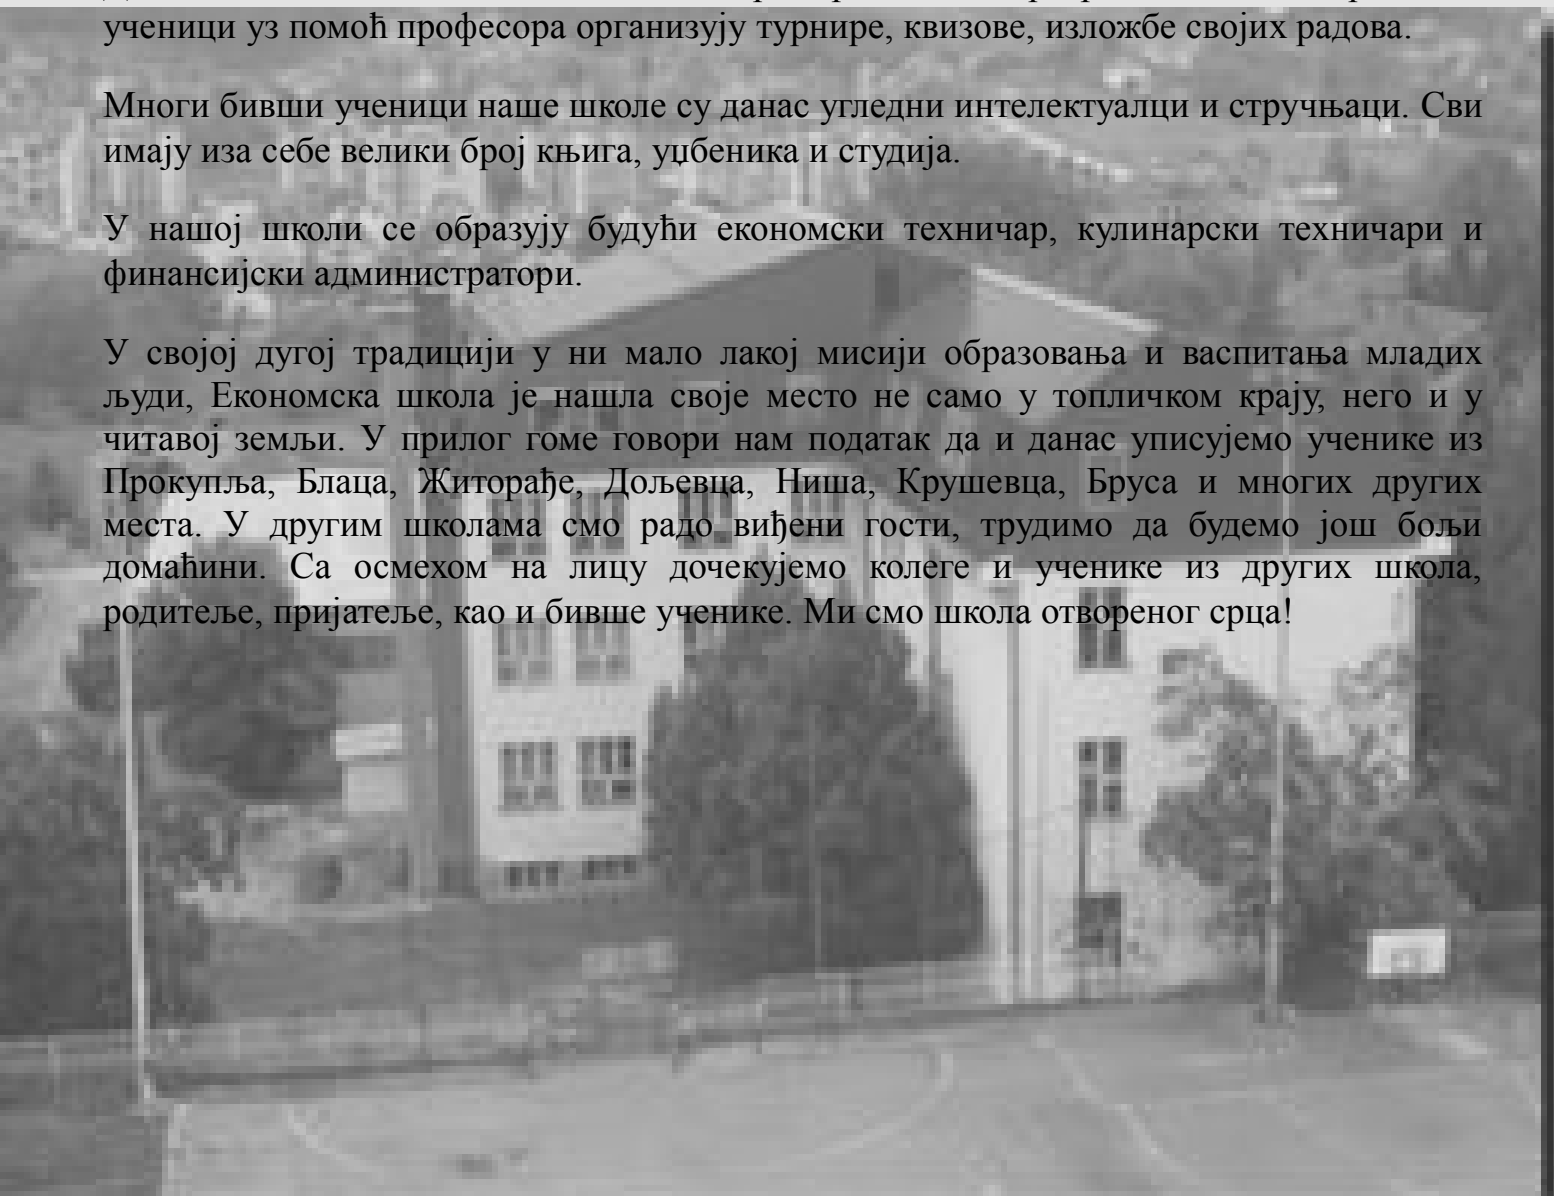 ученици уз помоћ професора организују турнире, квизове, изложбе својих радова.
Многи бивши ученици наше школе су данас угледни интелектуалци и стручњаци. Сви
имају иза себе велики број књига, уџбеника и студија.
У нашој школи се образују будући економски техничар, кулинарски техничари и
финансијски администратори.
У својој дугој традицији у ни мало лакој мисији образовања и васпитања младих
људи, Економска школа је нашла своје место не само у топличком крају, него и у
читавој земљи. У прилог гоме говори нам податак да и данас уписујемо ученике из
Прокупља, Блаца, Житорађе, Дољевца, Ниша, Крушевца, Бруса и многих других
места. У другим школама смо радо виђени гости, трудимо да будемо још бољи
домаћини. Са осмехом на лицу дочекујемо колеге и ученике из других школа,
родитеље, пријатеље, као и бивше ученике. Ми смо школа отвореног срца!